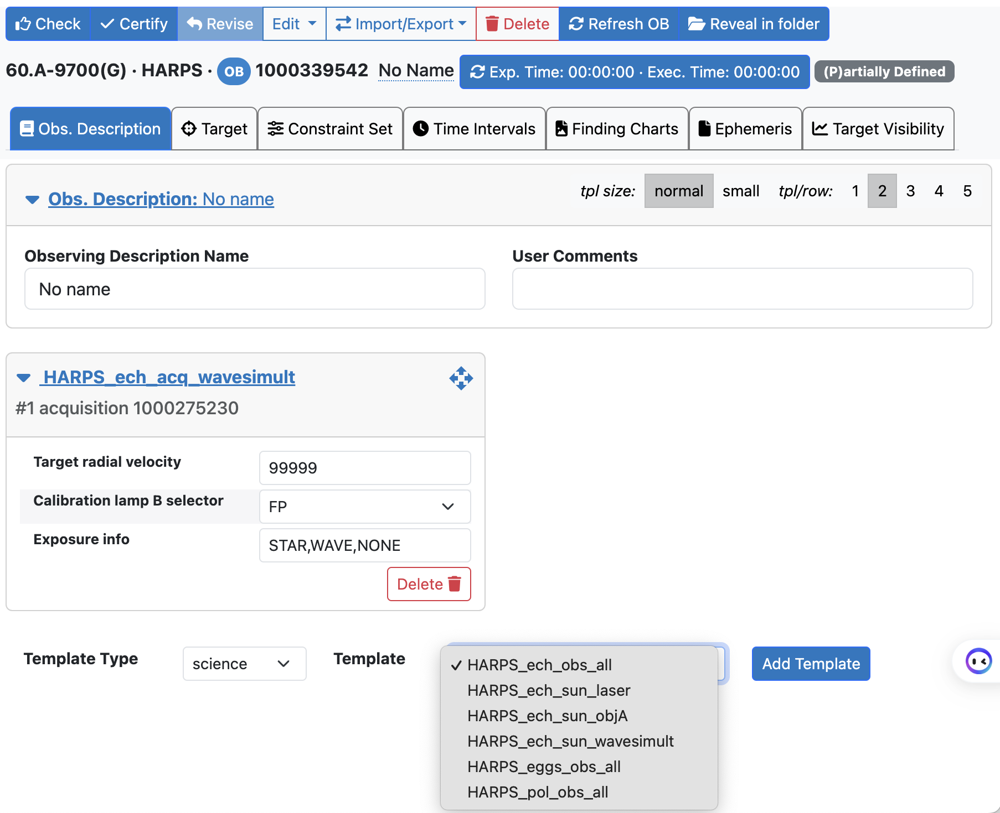 Check Certify Revise Edit Import/Export Delete Refresh OB Reveal in folder
60.A-9700(G) · HARPS · OB 1000339542 No Name Exp. Time: 00:00:00 · Exec. Time: 00:00:00 (P)artially Defined
Obs. Description Target Constraint Set Time Intervals Finding Charts Ephemeris Target Visibility
Obs. Description: No name tpl size: normal small tpl/row: 1 2 3 4 5
Observing Description Name User Comments
No name
HARPS_ech_acq_wavesimult
#1 acquisition 1000275230
Target radial velocity 99999
Calibration lamp B selector FP
Exposure info STAR,WAVE,NONE
Delete
Template Type science Template HARPS_ech_obs_all Add Template
HARPS_ech_sun_laser
HARPS_ech_sun_objA
HARPS_ech_sun_wavesimult
HARPS_eggs_obs_all
HARPS_pol_obs_all